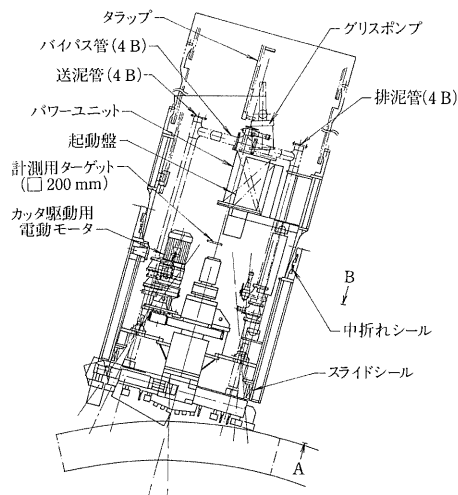 タラップ
グリスポンプ
バイパス管(4B)
送泥管(4B)
排泥管(4B)
パワーユニット
起動盤
計測用ターゲット
(□200mm)
カッタ駆動用
電動モータ
B
中折れシール
スライドシール
A